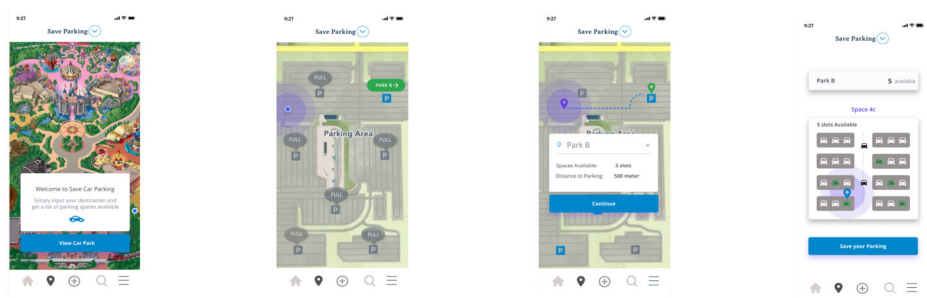 9:27
Save Parking
Welcome to Save Car Parking
Simply input your destination and
get a list of parking spaces available
View Car Park
9:27
Save Parking
FULL
PARK B →
P
Parking Area
FULL
FULL
P
P
FULL
P
FULL
FULL
P
P
9:27
Save Parking
P
Parking Area
Park B
×
Spaces Available: 5 slots
Distance to Parking: 500 meter
Continue
P
P
9:27
Save Parking
Park B 5 available
Space 4c
5 slots Available
Save your Parking